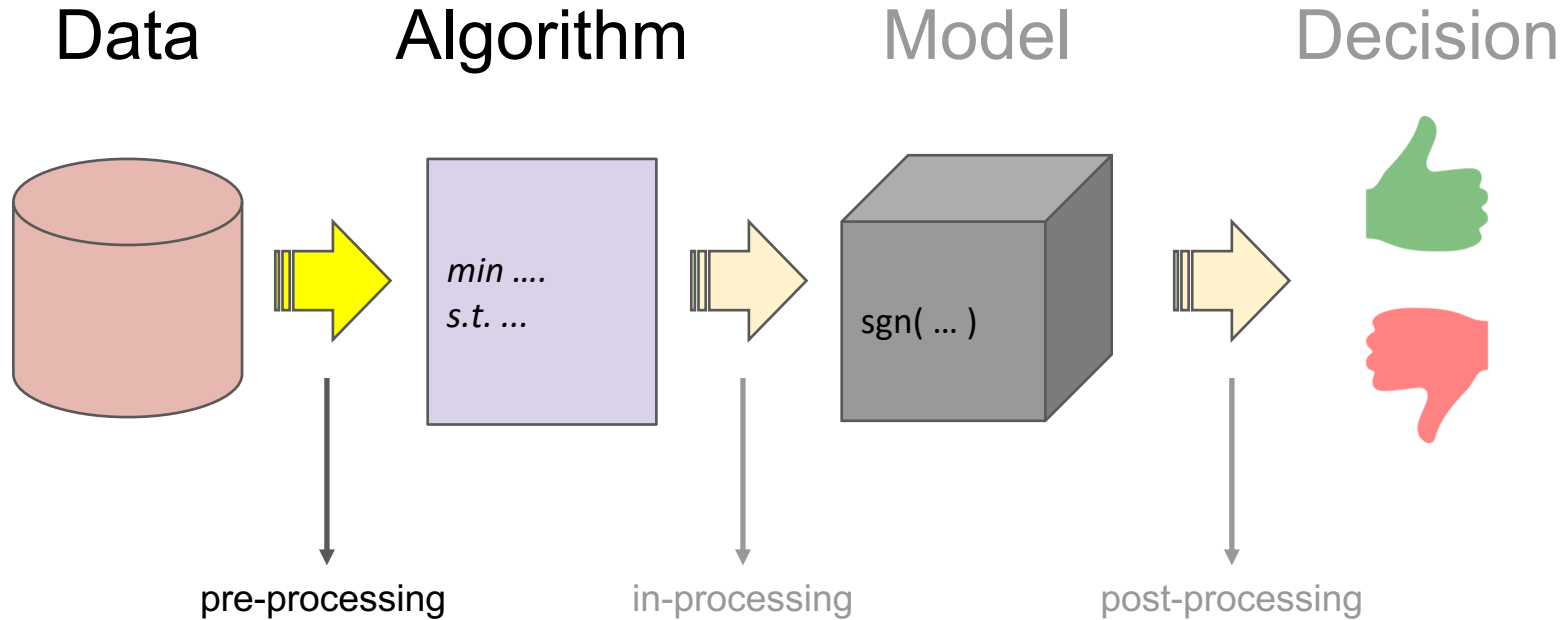 Data Algorithm Model Decision
min ....
s.t. ...
sgn( ... )
pre-processing in-processing post-processing